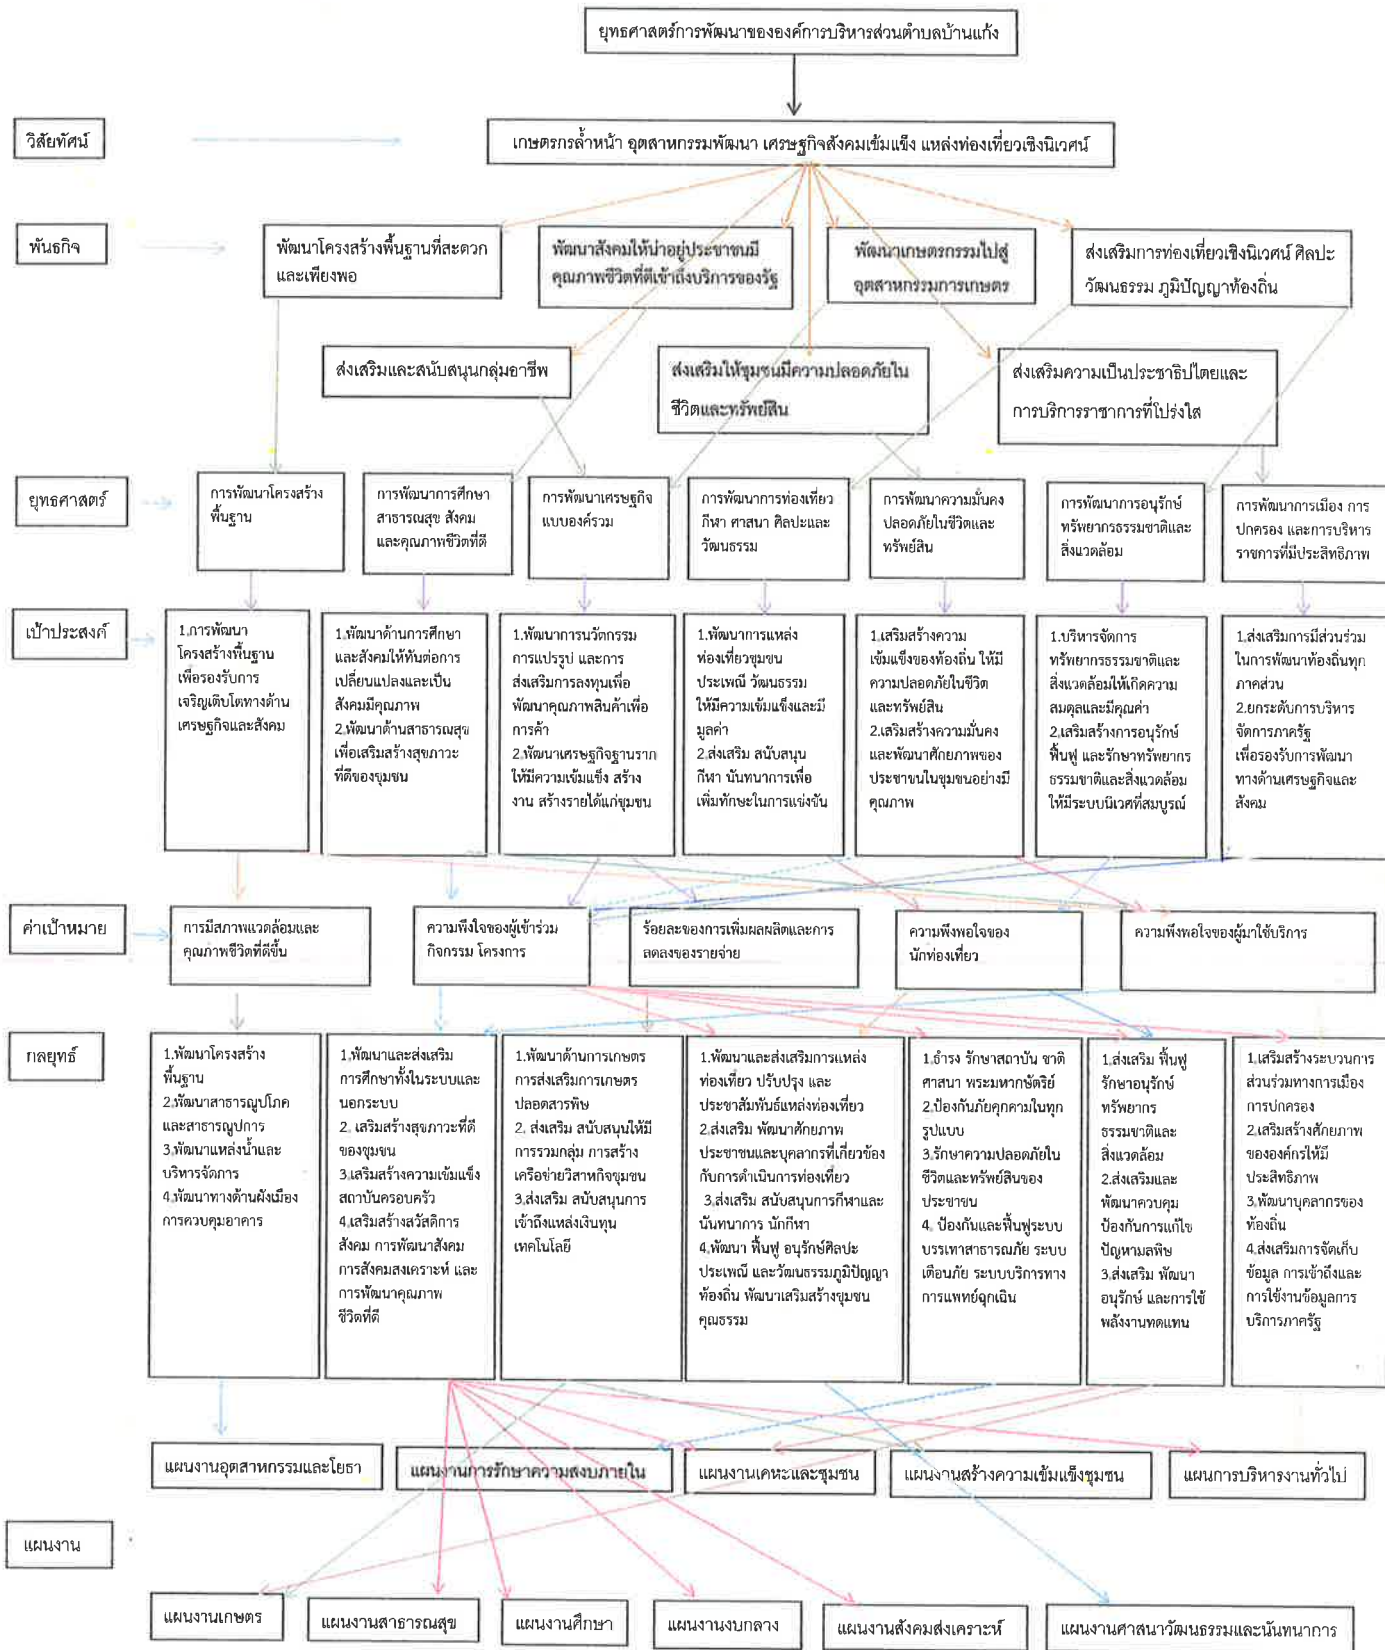 ยุทธศาสตร์การพัฒนาขององค์การบริหารส่วนตำบลบ้านแก้ง
วิสัยทัศน์
เกษตรกรล้ำหน้า อุตสาหกรรมพัฒนา เศรษฐกิจสังคมเข้มแข็ง แหล่งท่องเที่ยวเชิงนิเวศน์
พันธกิจ
พัฒนาโครงสร้างพื้นฐานที่สะดวก
และเพียงพอ
พัฒนาสังคมให้น่าอยู่ประชาชนมี
คุณภาพชีวิตที่ดีเข้าถึงบริการของรัฐ
พัฒนาเกษตรกรรมไปสู่
อุตสาหกรรมการเกษตร
ส่งเสริมการท่องเที่ยวเชิงนิเวศน์ ศิลปะ
วัฒนธรรม ภูมิปัญญาท้องถิ่น
ส่งเสริมและสนับสนุนกลุ่มอาชีพ
ส่งเสริมให้ชุมชนมีความปลอดภัยใน
ชีวิตและทรัพย์สิน
ส่งเสริมความเป็นประชาธิปไตยและ
การบริการราชาการที่โปร่งใส
ยุทธศาสตร์
การพัฒนาโครงสร้าง
พื้นฐาน
การพัฒนาการศึกษา
สาธารณสุข สังคม
และคุณภาพชีวิตที่ดี
การพัฒนาเศรษฐกิจ
แบบองค์รวม
การพัฒนาการท่องเที่ยว
กีฬา ศาสนา ศิลปะและ
วัฒนธรรม
การพัฒนาความมั่นคง
ปลอดภัยในชีวิตและ
ทรัพย์สิน
การพัฒนาการอนุรักษ์
ทรัพยากรธรรมชาติและ
สิ่งแวดล้อม
การพัฒนาการเมือง การ
ปกครอง และการบริหาร
ราชการที่มีประสิทธิภาพ
เป้าประสงค์
1.การพัฒนา
โครงสร้างพื้นฐาน
เพื่อรองรับการ
เจริญเติบโตทางด้าน
เศรษฐกิจและสังคม
1.พัฒนาด้านการศึกษา
และสังคมให้ทันต่อการ
เปลี่ยนแปลงและเป็น
สังคมมีคุณภาพ
2.พัฒนาด้านสาธารณสุข
เพื่อเสริมสร้างสุขภาวะ
ที่ดีของชุมชน
1.พัฒนาการนวัตกรรม
การแปรรูป และการ
ส่งเสริมการลงทุนเพื่อ
พัฒนาคุณภาพสินค้าเพื่อ
การค้า
2.พัฒนาเศรษฐกิจฐานราก
ให้มีความเข้มแข็ง สร้าง
งาน สร้างรายได้แก่ชุมชน
1.พัฒนาการแหล่ง
ท่องเที่ยวชุมชน
ประเพณี วัฒนธรรม
ให้มีความเข้มแข็งและมี
มูลค่า
2.ส่งเสริม สนับสนุน
กีฬา นันทนาการเพื่อ
เพิ่มทักษะในการแข่งขัน
1.เสริมสร้างความ
เข้มแข็งของท้องถิ่น ให้มี
ความปลอดภัยในชีวิต
และทรัพย์สิน
2.เสริมสร้างความมั่นคง
และพัฒนาศักยภาพของ
ประชาชนในชุมชนอย่างมี
คุณภาพ
1.บริหารจัดการ
ทรัพยากรธรรมชาติและ
สิ่งแวดล้อมให้เกิดความ
สมดุลและมีคุณค่า
2.เสริมสร้างการอนุรักษ์
ฟื้นฟู และรักษาทรัพยากร
ธรรมชาติและสิ่งแวดล้อม
ให้มีระบบนิเวศที่สมบูรณ์
1.ส่งเสริมการมีส่วนร่วม
ในการพัฒนาท้องถิ่นทุก
ภาคส่วน
2.ยกระดับการบริหาร
จัดการภาครัฐ
เพื่อรองรับการพัฒนา
ทางด้านเศรษฐกิจและ
สังคม
ค่าเป้าหมาย
การมีสภาพแวดล้อมและ
คุณภาพชีวิตที่ดีขึ้น
ความพึงใจของผู้เข้าร่วม
กิจกรรม โครงการ
ร้อยละของการเพิ่มผลผลิตและการ
ลดลงของรายจ่าย
ความพึงพอใจของ
นักท่องเที่ยว
ความพึงพอใจของผู้มาใช้บริการ
กลยุทธ์
1.พัฒนาโครงสร้าง
พื้นฐาน
2.พัฒนาสาธารณูปโภค
และสาธารณูปการ
3.พัฒนาแหล่งน้ำและ
บริหารจัดการ
4.พัฒนาทางด้านผังเมือง
การควบคุมอาคาร
1.พัฒนาและส่งเสริม
การศึกษาทั้งในระบบและ
นอกระบบ
2. เสริมสร้างสุขภาวะที่ดี
ของชุมชน
3.เสริมสร้างความเข้มแข็ง
สถาบันครอบครัว
4.เสริมสร้างสวัสดิการ
สังคม การพัฒนาสังคม
การสังคมสงเคราะห์ และ
การพัฒนาคุณภาพ
ชีวิตที่ดี
1.พัฒนาด้านการเกษตร
การส่งเสริมการเกษตร
ปลอดสารพิษ
2. ส่งเสริม สนับสนุนให้มี
การรวมกลุ่ม การสร้าง
เครือข่ายวิสาหกิจชุมชน
3.ส่งเสริม สนับสนุนการ
เข้าถึงแหล่งเงินทุน
เทคโนโลยี
1.พัฒนาและส่งเสริมการแหล่ง
ท่องเที่ยว ปรับปรุง และ
ประชาสัมพันธ์แหล่งท่องเที่ยว
2.ส่งเสริม พัฒนาศักยภาพ
ประชาชนและบุคลากรที่เกี่ยวข้อง
กับการดำเนินการท่องเที่ยว
3.ส่งเสริม สนับสนุนการกีฬาและ
นันทนาการ นักกีฬา
4.พัฒนา ฟื้นฟู อนุรักษ์ศิลปะ
ประเพณี และวัฒนธรรมภูมิปัญญา
ท้องถิ่น พัฒนาเสริมสร้างชุมชน
คุณธรรม
1.ธำรง รักษาสถาบัน ชาติ
ศาสนา พระมหากษัตริย์
2.ป้องกันภัยคุกคามในทุก
รูปแบบ
3.รักษาความปลอดภัยใน
ชีวิตและทรัพย์สินของ
ประชาชน
4. ป้องกันและฟื้นฟูระบบ
บรรเทาสาธารณภัย ระบบ
เตือนภัย ระบบบริการทาง
การแพทย์ฉุกเฉิน
1.ส่งเสริม ฟื้นฟู
รักษาอนุรักษ์
ทรัพยากร
ธรรมชาติและ
สิ่งแวดล้อม
2.ส่งเสริมและ
พัฒนาควบคุม
ป้องกันการแก้ไข
ปัญหามลพิษ
3.ส่งเสริม พัฒนา
อนุรักษ์ และการใช้
พลังงานทดแทน
1.เสริมสร้างระบวนการ
ส่วนร่วมทางการเมือง
การปกครอง
2.เสริมสร้างศักยภาพ
ขององค์กรให้มี
ประสิทธิภาพ
3.พัฒนาบุคลากรของ
ท้องถิ่น
4.ส่งเสริมการจัดเก็บ
ข้อมูล การเข้าถึงและ
การใช้งานข้อมูลการ
บริการภาครัฐ
แผนงานอุตสาหกรรมและโยธา
แผนงานการรักษาความสงบภายใน
แผนงานเคหะและชุมชน
แผนงานสร้างความเข้มแข็งชุมชน
แผนการบริหารงานทั่วไป
แผนงาน
แผนงานเกษตร
แผนงานสาธารณสุข
แผนงานศึกษา
แผนงานงบกลาง
แผนงานสังคมส่งเคราะห์
แผนงานศาสนาวัฒนธรรมและนันทนาการ